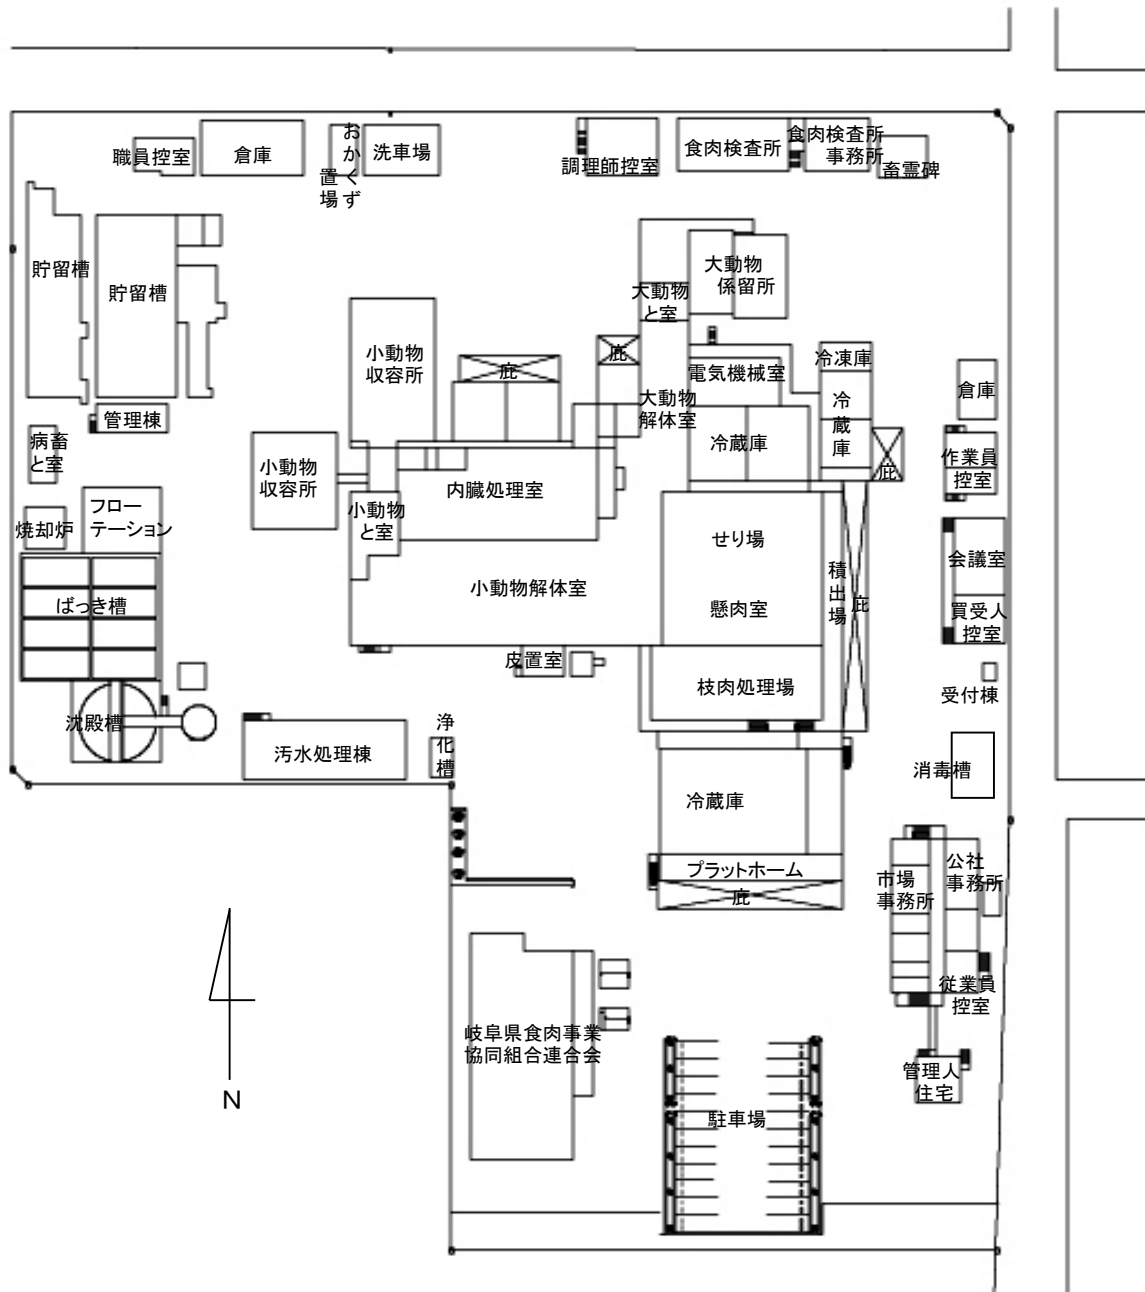 職員控室
倉庫
おかくず
置場
洗車場
調理師控室
食肉検査所
食肉検査所
事務所
畜霊碑
貯留槽
貯留槽
大動物
係留所
大動物
と室
小動物
収容所
庇
庇
電気機械室
冷凍庫
倉庫
管理棟
大動物
解体室
冷蔵庫
冷
蔵
庫
庇
病畜
と室
小動物
収容所
内臓処理室
作業員
控室
小動物
と室
フロー
テーション
焼却炉
せり場
会議室
小動物解体室
懸肉室
積
出
場
庇
ばっき槽
買受人
控室
皮置室
枝肉処理場
受付棟
沈殿槽
汚水処理棟
浄
化
槽
消毒槽
冷蔵庫
プラットホーム
庇
市場
事務所
公社
事務所
従業員
控室
岐阜県食肉事業
協同組合連合会
管理人
住宅
N
駐車場